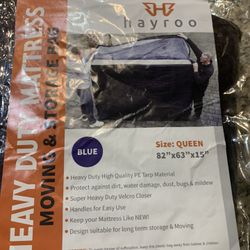 hayroo
HEAVY DUTY MATTRESS
MOVING & STORAGE BAG
BLUE
Size: QUEEN
82"x63"x15"
• Heavy Duty High Quality PE Tarp Material
• Protect against dirt, water damage, dust, bugs & mildew
• Super Heavy Duty Velcro Closer
• Handles for Easy Use
• Keep your Mattress Like NEW!
• Design suitable for long term storage & Moving